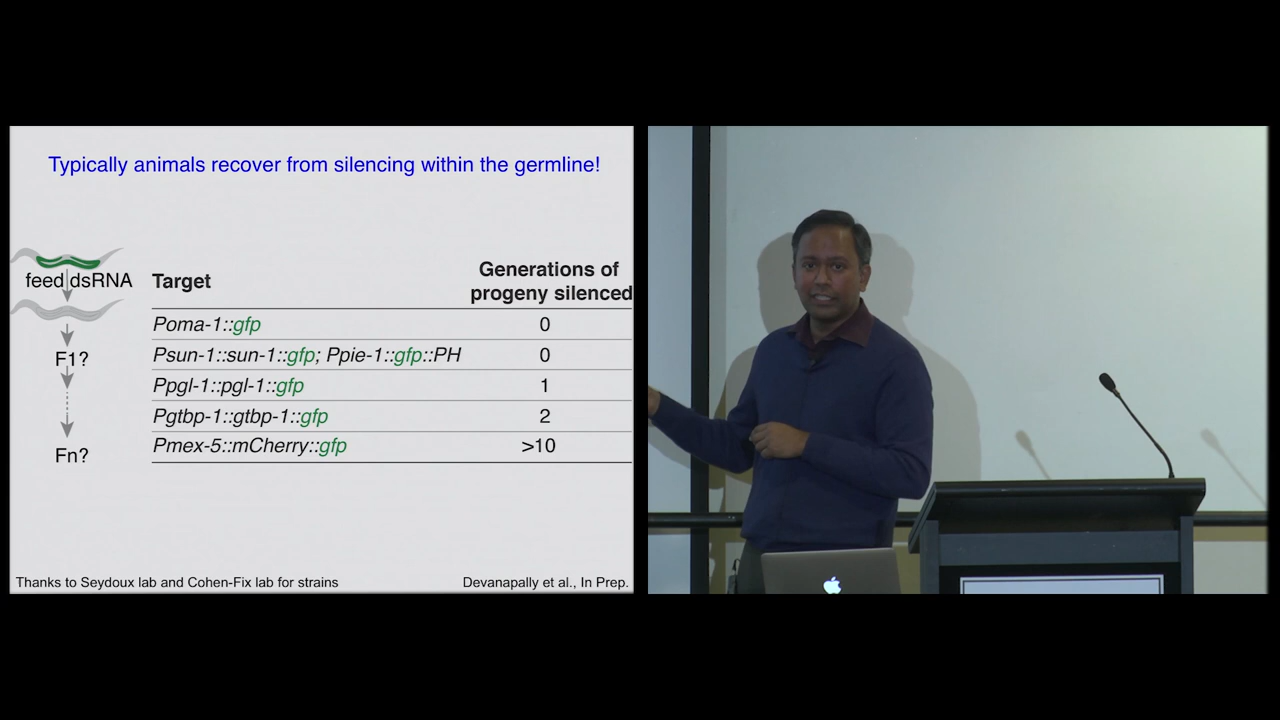 Typically animals recover from silencing within the germline!
feed dsRNA
F1?
Fn?
Target Generations of progeny silenced
Poma-1::gfp 0
Psun-1::sun-1::gfp; Ppie-1::gfp::PH 0
Ppgl-1::pgl-1::gfp 1
Pgtbp-1::gtbp-1::gfp 2
Pmex-5::mCherry::gfp >10
Thanks to Seydoux lab and Cohen-Fix lab for strains
Devanapally et al., In Prep.